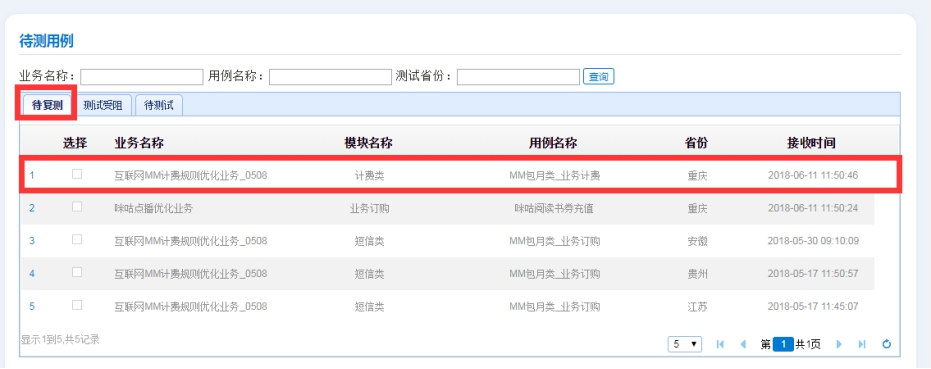 待测用例
业务名称： 用例名称： 测试省份： 查询
待复测 测试受阻 待测试
选择 业务名称 模块名称 用例名称 省份 接收时间
1 互联网MM计费规则优化业务_0508 计费类 MM包月类_业务计费 重庆 2018-06-11 11:50:46
2 咪咕点播优化业务 业务订购 咪咕阅读书券充值 重庆 2018-06-11 11:50:24
3 互联网MM计费规则优化业务_0508 短信类 MM包月类_业务订购 安徽 2018-05-30 09:10:09
4 互联网MM计费规则优化业务_0508 短信类 MM包月类_业务订购 贵州 2018-05-17 11:50:57
5 互联网MM计费规则优化业务_0508 短信类 MM包月类_业务订购 江苏 2018-05-17 11:45:07
显示1到5,共5记录
5 第 1 共1页